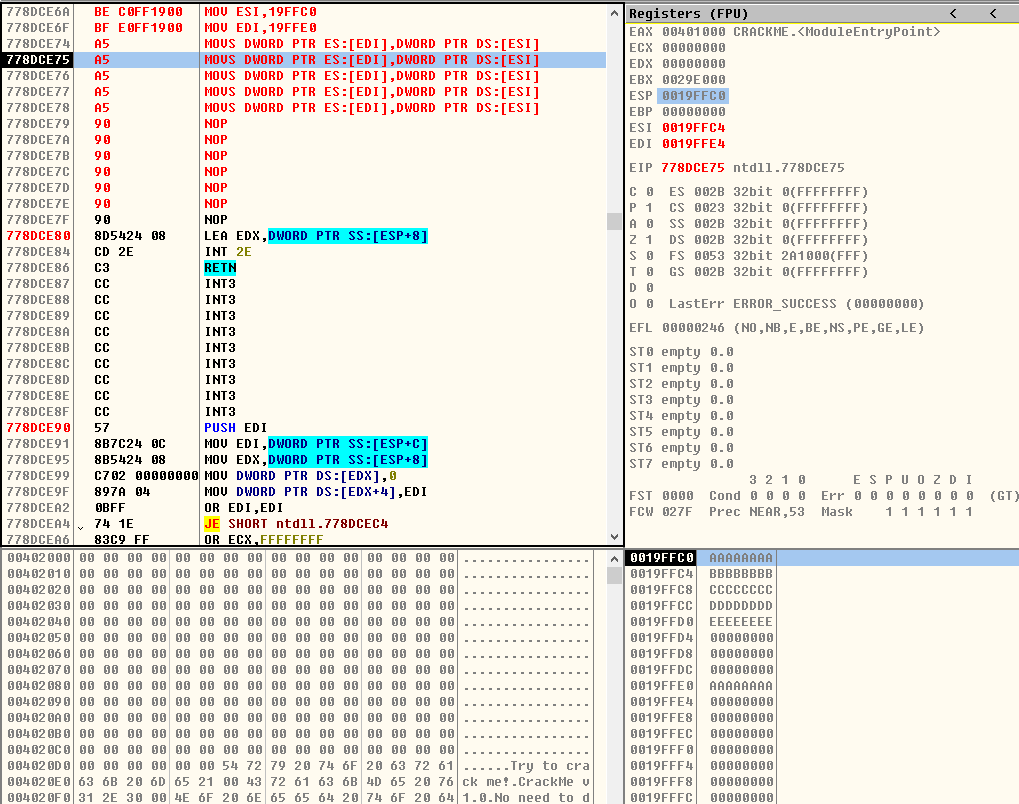 778DCE6A BE C0FF1900 MOV ESI,19FFC0
778DCE6F BF E0FF1900 MOV EDI,19FFE0
778DCE74 A5 MOVS DWORD PTR ES:[EDI],DWORD PTR DS:[ESI]
778DCE75 A5 MOVS DWORD PTR ES:[EDI],DWORD PTR DS:[ESI]
778DCE76 A5 MOVS DWORD PTR ES:[EDI],DWORD PTR DS:[ESI]
778DCE77 A5 MOVS DWORD PTR ES:[EDI],DWORD PTR DS:[ESI]
778DCE78 A5 MOVS DWORD PTR ES:[EDI],DWORD PTR DS:[ESI]
778DCE79 90 NOP
778DCE7A 90 NOP
778DCE7B 90 NOP
778DCE7C 90 NOP
778DCE7D 90 NOP
778DCE7E 90 NOP
778DCE7F 90 NOP
778DCE80 8D5424 08 LEA EDX,DWORD PTR SS:[ESP+8]
778DCE84 CD 2E INT 2E
778DCE86 C3 RETN
778DCE87 CC INT3
778DCE88 CC INT3
778DCE89 CC INT3
778DCE8A CC INT3
778DCE8B CC INT3
778DCE8C CC INT3
778DCE8D CC INT3
778DCE8E CC INT3
778DCE8F CC INT3
778DCE90 57 PUSH EDI
778DCE91 8B7C24 0C MOV EDI,DWORD PTR SS:[ESP+C]
778DCE95 8B5424 08 MOV EDX,DWORD PTR SS:[ESP+8]
778DCE99 C702 00000000 MOV DWORD PTR DS:[EDX],0
778DCE9F 897A 04 MOV DWORD PTR DS:[EDX+4],EDI
778DCEA2 0BFF OR EDI,EDI
778DCEA4 74 1E JE SHORT ntdll.778DCEC4
778DCEA6 83C9 FF OR ECX,FFFFFFFF
Registers (FPU) < <
EAX 00401000 CRACKME.<ModuleEntryPoint>
ECX 00000000
EDX 00000000
EBX 0029E000
ESP 0019FFC0
EBP 00000000
ESI 0019FFC4
EDI 0019FFE4
EIP 778DCE75 ntdll.778DCE75
C 0 ES 002B 32bit 0(FFFFFFFF)
P 1 CS 0023 32bit 0(FFFFFFFF)
A 0 SS 002B 32bit 0(FFFFFFFF)
Z 1 DS 002B 32bit 0(FFFFFFFF)
S 0 FS 0053 32bit 2A1000(FFF)
T 0 GS 002B 32bit 0(FFFFFFFF)
D 0
O 0 LastErr ERROR_SUCCESS (00000000)
EFL 00000246 (NO,NB,E,BE,NS,PE,GE,LE)
ST0 empty 0.0
ST1 empty 0.0
ST2 empty 0.0
ST3 empty 0.0
ST4 empty 0.0
ST5 empty 0.0
ST6 empty 0.0
ST7 empty 0.0
3 2 1 0 E S P U O Z D I
FST 0000 Cond 0 0 0 0 Err 0 0 0 0 0 0 0 0 (GT)
FCW 027F Prec NEAR,53 Mask 1 1 1 1 1 1
00402000 00 00 00 00 00 00 00 00 00 00 00 00 00 00 00 00 ................
00402010 00 00 00 00 00 00 00 00 00 00 00 00 00 00 00 00 ................
00402020 00 00 00 00 00 00 00 00 00 00 00 00 00 00 00 00 ................
00402030 00 00 00 00 00 00 00 00 00 00 00 00 00 00 00 00 ................
00402040 00 00 00 00 00 00 00 00 00 00 00 00 00 00 00 00 ................
00402050 00 00 00 00 00 00 00 00 00 00 00 00 00 00 00 00 ................
00402060 00 00 00 00 00 00 00 00 00 00 00 00 00 00 00 00 ................
00402070 00 00 00 00 00 00 00 00 00 00 00 00 00 00 00 00 ................
00402080 00 00 00 00 00 00 00 00 00 00 00 00 00 00 00 00 ................
00402090 00 00 00 00 00 00 00 00 00 00 00 00 00 00 00 00 ................
004020A0 00 00 00 00 00 00 00 00 00 00 00 00 00 00 00 00 ................
004020B0 00 00 00 00 00 00 00 00 00 00 00 00 00 00 00 00 ................
004020C0 00 00 00 00 00 00 00 00 00 00 00 00 00 00 00 00 ................
004020D0 00 00 00 00 00 00 54 72 79 20 74 6F 20 63 72 61 ......Try to cra
004020E0 63 6B 20 6D 65 21 00 43 72 61 63 6B 4D 65 20 76 ck me!.CrackMe v
004020F0 31 2E 30 00 4E 6F 20 6E 65 65 64 20 74 6F 20 64 1.0.No need to d
0019FFC0 AAAAAAAA
0019FFC4 BBBBBBBB
0019FFC8 CCCCCCCC
0019FFCC DDDDDDDD
0019FFD0 EEEEEEEE
0019FFD4 00000000
0019FFD8 00000000
0019FFDC 00000000
0019FFE0 AAAAAAAA
0019FFE4 00000000
0019FFE8 00000000
0019FFEC 00000000
0019FFF0 00000000
0019FFF4 00000000
0019FFF8 00000000
0019FFFC 00000000